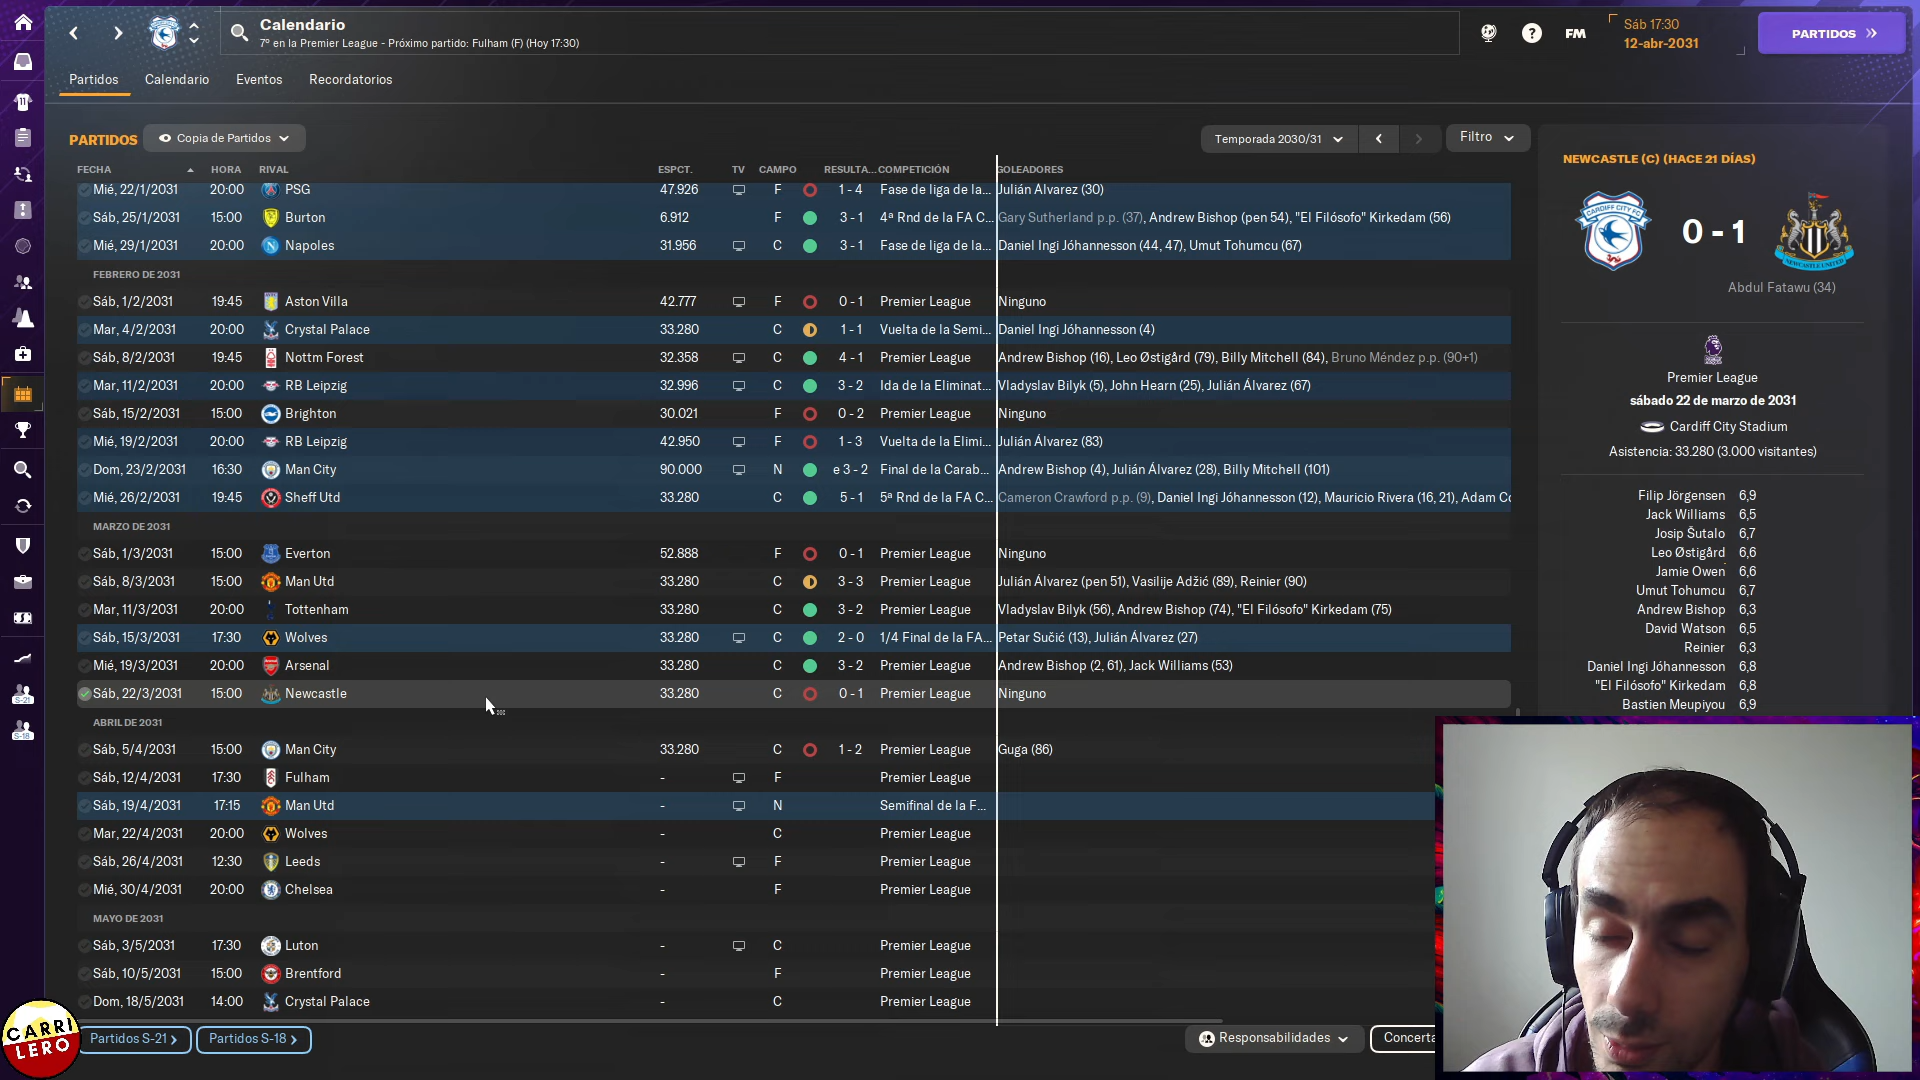 Calendario
7º en la Premier League - Próximo partido: Fulham (F) (Hoy 17:30)
FM
Sáb 17:30
12-abr-2031
PARTIDOS
Partidos Calendario Eventos Recordatorios
PARTIDOS Copia de Partidos Temporada 2030/31 Filtro
FECHA HORA RIVAL ESPCT. TV CAMPO RESULTA... COMPETICIÓN GOLEADORES
Mié, 22/1/2031 20:00 PSG 47.926 F 1 - 4 Fase de liga de la... Julián Álvarez (30)
Sáb, 25/1/2031 15:00 Burton 6.912 F 3 - 1 4ª Rnd de la FA C... Gary Sutherland p.p. (37), Andrew Bishop (pen 54), "El Filósofo" Kirkedam (56)
Mié, 29/1/2031 20:00 Napoles 31.956 C 3 - 1 Fase de liga de la... Daniel Ingi Jóhannesson (44, 47), Umut Tohumcu (67)
FEBRERO DE 2031
Sáb, 1/2/2031 19:45 Aston Villa 42.777 F 0 - 1 Premier League Ninguno
Mar, 4/2/2031 20:00 Crystal Palace 33.280 C 1 - 1 Vuelta de la Semi... Daniel Ingi Jóhannesson (4)
Sáb, 8/2/2031 19:45 Nottm Forest 32.358 C 4 - 1 Premier League Andrew Bishop (16), Leo Østigård (79), Billy Mitchell (84), Bruno Méndez p.p. (90+1)
Mar, 11/2/2031 20:00 RB Leipzig 32.996 C 3 - 2 Ida de la Eliminat... Vladyslav Bilyk (5), John Hearn (25), Julián Álvarez (67)
Sáb, 15/2/2031 15:00 Brighton 30.021 F 0 - 2 Premier League Ninguno
Mié, 19/2/2031 20:00 RB Leipzig 42.950 F 1 - 3 Vuelta de la Elimi... Julián Álvarez (83)
Dom, 23/2/2031 16:30 Man City 90.000 N e 3 - 2 Final de la Carab... Andrew Bishop (4), Julián Álvarez (28), Billy Mitchell (101)
Mié, 26/2/2031 19:45 Sheff Utd 33.280 C 5 - 1 5ª Rnd de la FA C... Cameron Crawford p.p. (9), Daniel Ingi Jóhannesson (12), Mauricio Rivera (16, 21), Adam Co
MARZO DE 2031
Sáb, 1/3/2031 15:00 Everton 52.888 F 0 - 1 Premier League Ninguno
Sáb, 8/3/2031 15:00 Man Utd 33.280 C 3 - 3 Premier League Julián Álvarez (pen 51), Vasilije Adžić (89), Reinier (90)
Mar, 11/3/2031 20:00 Tottenham 33.280 C 3 - 2 Premier League Vladyslav Bilyk (56), Andrew Bishop (74), "El Filósofo" Kirkedam (75)
Sáb, 15/3/2031 17:30 Wolves 33.280 C 2 - 0 1/4 Final de la FA... Petar Sučić (13), Julián Álvarez (27)
Mié, 19/3/2031 20:00 Arsenal 33.280 C 3 - 2 Premier League Andrew Bishop (2, 61), Jack Williams (53)
Sáb, 22/3/2031 15:00 Newcastle 33.280 C 0 - 1 Premier League Ninguno
ABRIL DE 2031
Sáb, 5/4/2031 15:00 Man City 33.280 C 1 - 2 Premier League Guga (86)
Sáb, 12/4/2031 17:30 Fulham - F Premier League
Sáb, 19/4/2031 17:15 Man Utd - N Semifinal de la F...
Mar, 22/4/2031 20:00 Wolves - C Premier League
Sáb, 26/4/2031 12:30 Leeds - F Premier League
Mié, 30/4/2031 20:00 Chelsea - F Premier League
MAYO DE 2031
Sáb, 3/5/2031 17:30 Luton - C Premier League
Sáb, 10/5/2031 15:00 Brentford - F Premier League
Dom, 18/5/2031 14:00 Crystal Palace - C Premier League
Partidos S-21 Partidos S-18 Responsabilidades Concerta
NEWCASTLE (C) (HACE 21 DÍAS)
0 - 1
Abdul Fatawu (34)
Premier League
sábado 22 de marzo de 2031
Cardiff City Stadium
Asistencia: 33.280 (3.000 visitantes)
Filip Jörgensen 6,9
Jack Williams 6,5
Josip Šutalo 6,7
Leo Østigård 6,6
Jamie Owen 6,6
Umut Tohumcu 6,7
Andrew Bishop 6,3
David Watson 6,5
Reinier 6,3
Daniel Ingi Jóhannesson 6,8
"El Filósofo" Kirkedam 6,8
Bastien Meupiyou 6,9
S-21
S-18
CARRI
LERO